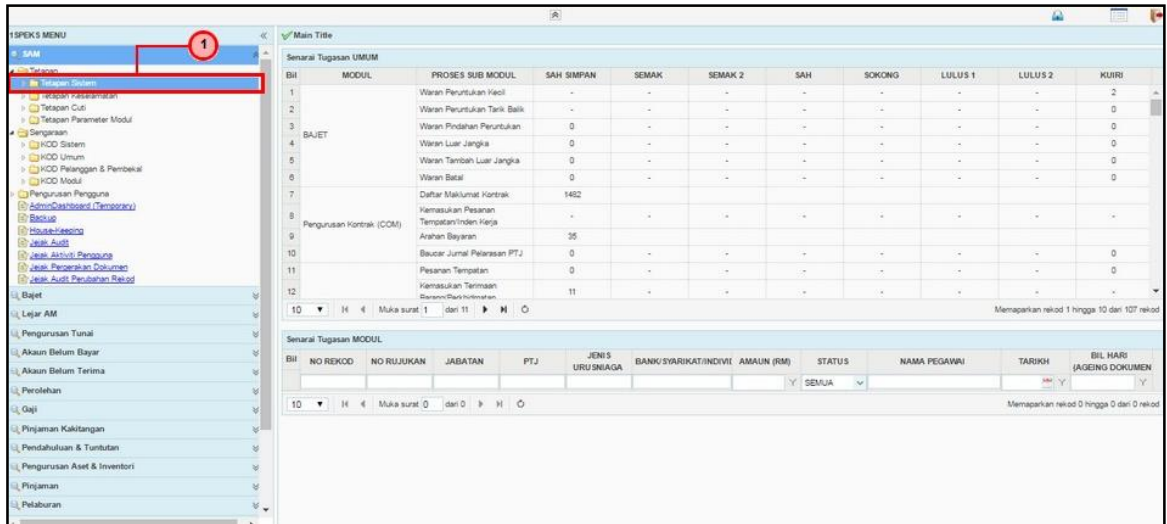 1SPEKS MENU
SAM
Tetapan
Tetapan Sistem
Tetapan Keselamatan
Tetapan Cuti
Tetapan Parameter Modul
Sengaraan
KOD Sistem
KOD Umum
KOD Pelanggan & Pembekal
KOD Modul
Pengurusan Pengguna
AdminDashboard (Temporary)
Backup
House-Keeping
Jejak Audit
Jejak Aktiviti Pengguna
Jejak Pergerakan Dokumen
Jejak Audit Perubahan Rekod
Bajet
Lejar AM
Pengurusan Tunai
Akaun Belum Bayar
Akaun Belum Terima
Perolehan
Gaji
Pinjaman Kakitangan
Pendahuluan & Tuntutan
Pengurusan Aset & Inventori
Pinjaman
Pelaburan
1
Main Title
Senarai Tugasan UMUM
Bil MODUL PROSES SUB MODUL SAH SIMPAN SEMAK SEMAK 2 SAH SOKONG LULUS 1 LULUS 2 KUIRI
1 Waran Peruntukan Kecil - - - - - - - 2
2 Waran Peruntukan Tarik Balik - - - - - - - 0
3 Waran Pindahan Peruntukan 0 - - - - - - 0
BAJET
4 Waran Luar Jangka 0 - - - - - - 0
5 Waran Tambah Luar Jangka 0 - - - - - - 0
6 Waran Batal 0 - - - - - - 0
7 Daftar Maklumat Kontrak 1482
8 Kemasukan Pesanan Tempatan/Inden Kerja - - - - - - - -
Pengurusan Kontrak (COM)
9 Arahan Bayaran 35
10 Baucar Jurnal Pelarasan PTJ 0 - - - - - - 0
11 Pesanan Tempatan 0 - - - - - - 0
12 Kemasukan Terimaan Barang/Perkhidmatan 11 - - - - - - -
10 Muka surat 1 dari 11 Memaparkan rekod 1 hingga 10 dari 107 rekod
Senarai Tugasan MODUL
Bil NO REKOD NO RUJUKAN JABATAN PTJ JENIS URUSNIAGA BANK/SYARIKAT/INDIVIL AMAUN (RM) STATUS NAMA PEGAWAI TARIKH BIL HARI (AGEING DOKUMEN
SEMUA
10 Muka surat 0 dari 0 Memaparkan rekod 0 hingga 0 dari 0 rekod